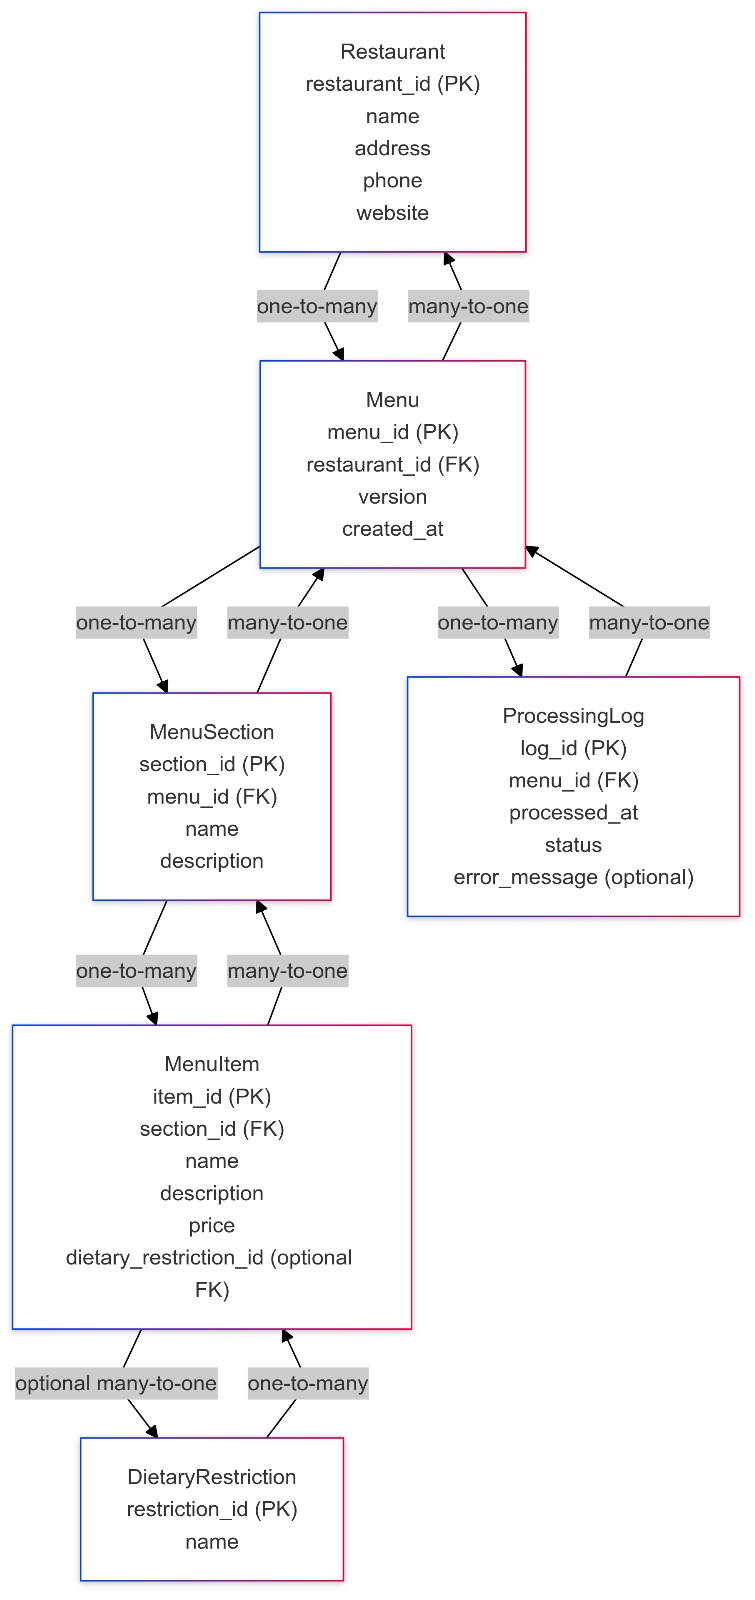 Restaurant
restaurant_id (PK)
name
address
phone
website
one-to-many
many-to-one
Menu
menu_id (PK)
restaurant_id (FK)
version
created_at
one-to-many
many-to-one
one-to-many
many-to-one
MenuSection
section_id (PK)
menu_id (FK)
name
description
ProcessingLog
log_id (PK)
menu_id (FK)
processed_at
status
error_message (optional)
one-to-many
many-to-one
MenuItem
item_id (PK)
section_id (FK)
name
description
price
dietary_restriction_id (optional
FK)
optional many-to-one
one-to-many
DietaryRestriction
restriction_id (PK)
name